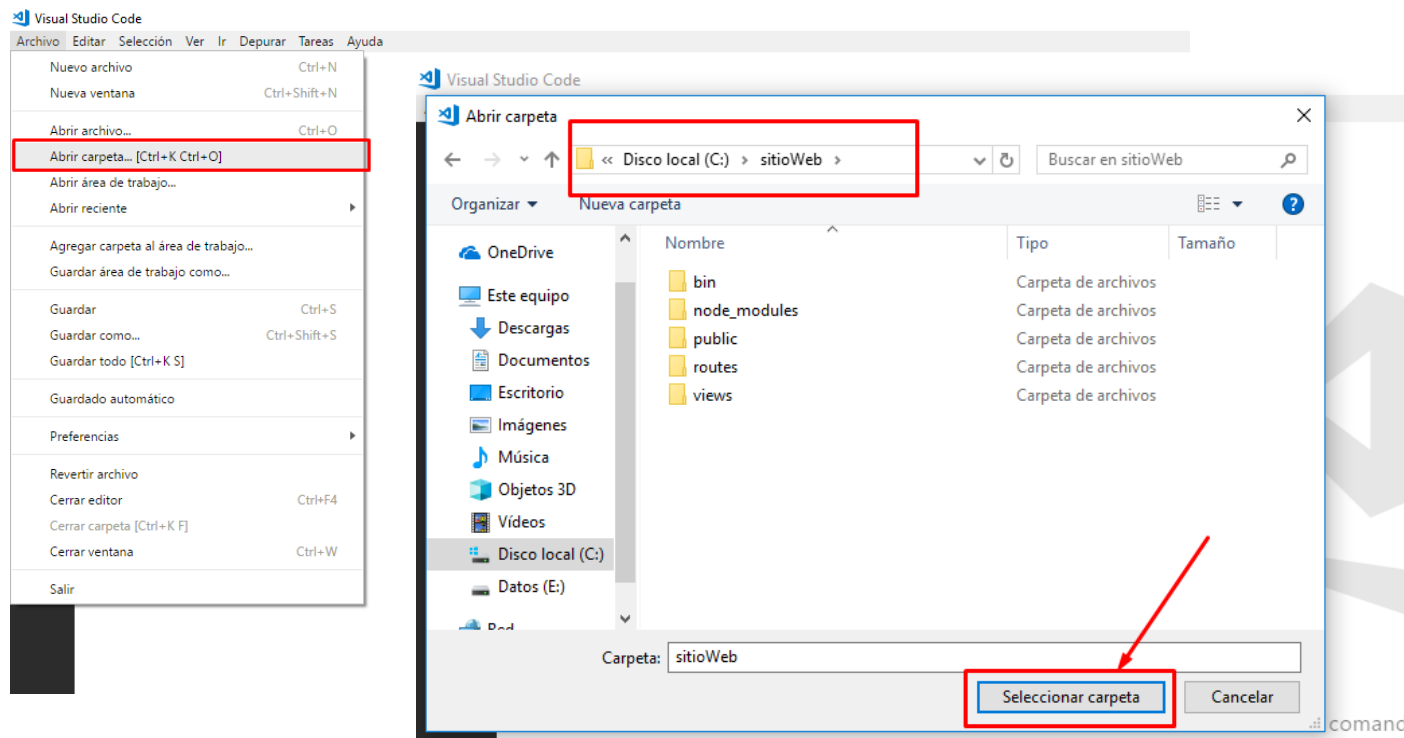 Visual Studio Code
Archivo Editar Selección Ver Ir Depurar Tareas Ayuda
Nuevo archivo Ctrl+N
Nueva ventana Ctrl+Shift+N
Abrir archivo... Ctrl+O
Abrir carpeta... [Ctrl+K Ctrl+O]
Abrir área de trabajo...
Abrir reciente
Agregar carpeta al área de trabajo...
Guardar área de trabajo como...
Guardar Ctrl+S
Guardar como... Ctrl+Shift+S
Guardar todo [Ctrl+K S]
Guardado automático
Preferencias
Revertir archivo
Cerrar editor Ctrl+F4
Cerrar carpeta [Ctrl+K F]
Cerrar ventana Ctrl+W
Salir
Visual Studio Code
Abrir carpeta
« Disco local (C:) › sitioWeb ›
Buscar en sitioWeb
Organizar Nueva carpeta
Nombre Tipo Tamaño
OneDrive
Este equipo
Descargas
Documentos
Escritorio
Imágenes
Música
Objetos 3D
Vídeos
Disco local (C:)
Datos (E:)
Red
bin Carpeta de archivos
node_modules Carpeta de archivos
public Carpeta de archivos
routes Carpeta de archivos
views Carpeta de archivos
Carpeta: sitioWeb
Seleccionar carpeta Cancelar
comand